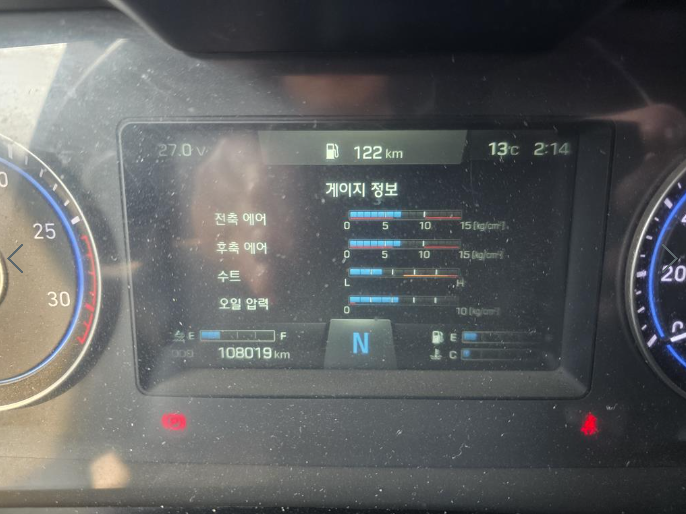 27.0 V
122 km
13°C 2:14
게이지 정보
전축 에어
0 5 10 15 [kg/cm²]
후축 에어
0 5 10 15 [kg/cm²]
수트
L H
오일 압력
0 10 [kg/cm²]
E F
N
E
108019 km
C
25
30
20